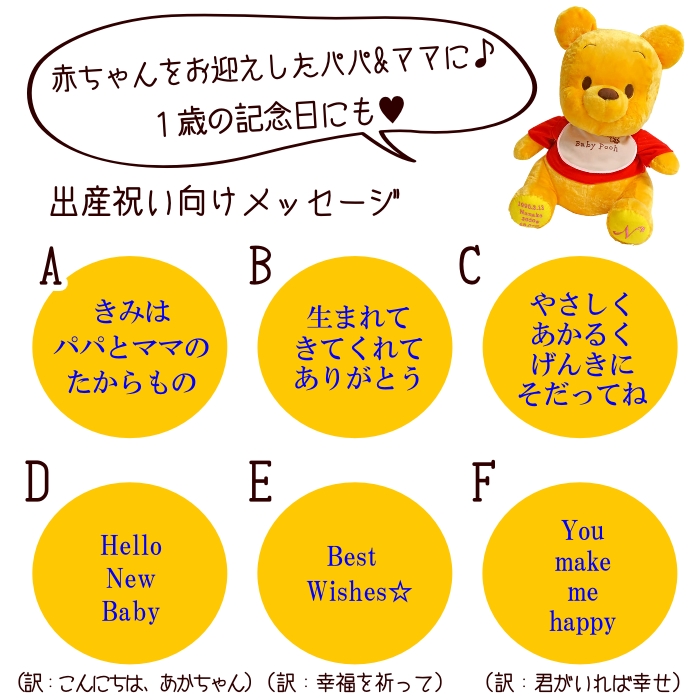 赤ちゃんをお迎えしたパパ&ママに♪
1歳の記念日にも♥
Baby Pooh
出産祝い向けメッセージ
A
きみは
パパとママの
たからもの
B
生まれて
きてくれて
ありがとう
C
やさしく
あかるく
げんきに
そだってね
D
Hello
New
Baby
E
Best
Wishes☆
F
You
make
me
happy
(訳：こんにちは、あかちゃん)
(訳：幸福を祈って)
(訳：君がいれば幸せ)